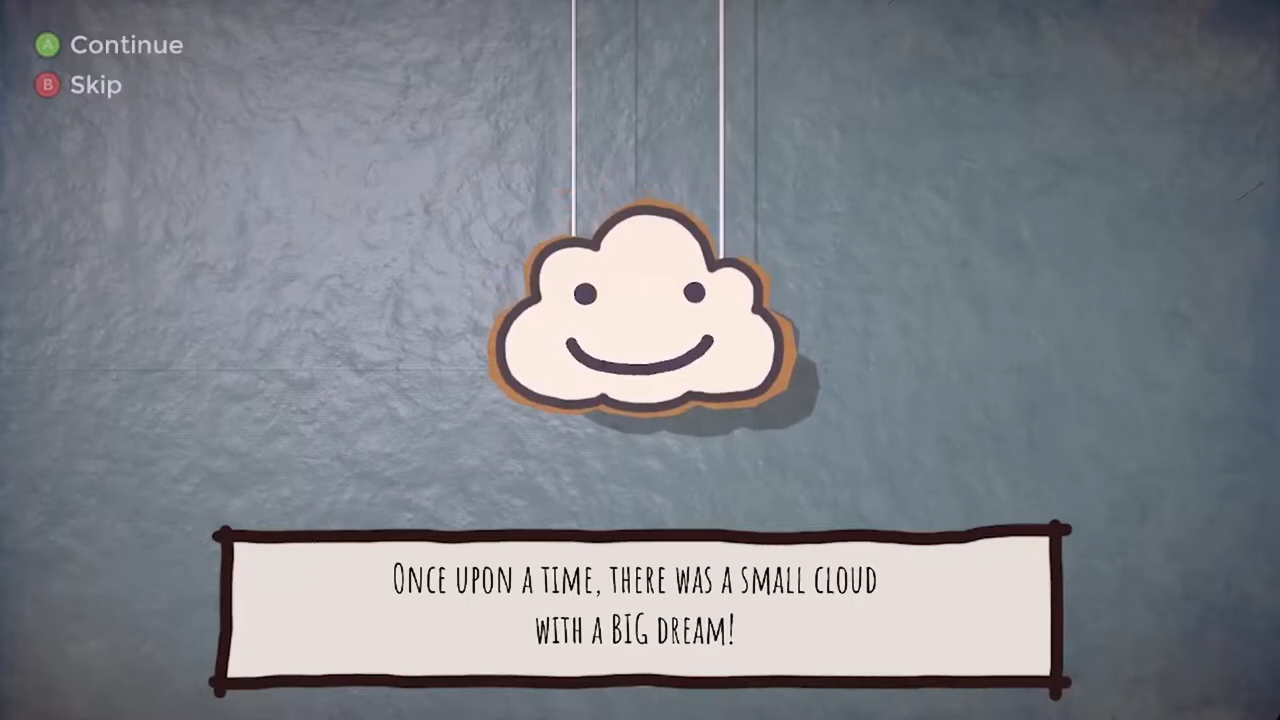 A Continue
B Skip
Once upon a time, there was a small cloud
with a BIG dream!